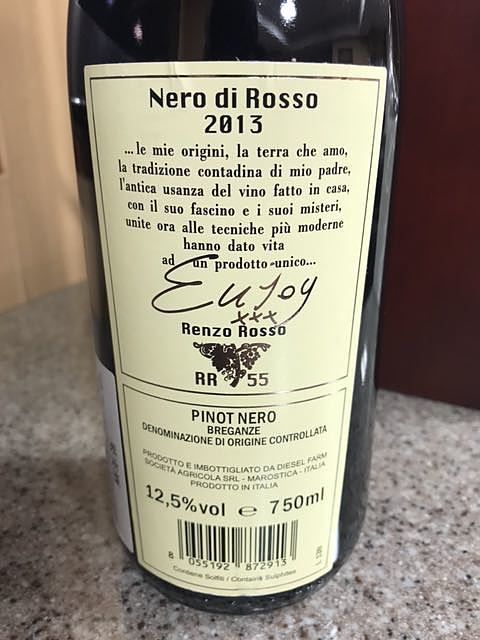 Nero di Rosso
2013
...le mie origini, la terra che amo,
la tradizione contadina di mio padre,
l'antica usanza del vino fatto in casa,
con il suo fascino e i suoi misteri,
unite ora alle tecniche più moderne
hanno dato vita
ad un prodotto unico...
Enjoy
xxx
Renzo Rosso
RR 55
PINOT NERO
BREGANZE
DENOMINAZIONE DI ORIGINE CONTROLLATA
PRODOTTO E IMBOTTIGLIATO DA DIESEL FARM
SOCIETÀ AGRICOLA SRL - MAROSTICA - ITALIA
PRODOTTO IN ITALIA
12,5%vol e 750ml
8 055192 872913
Contiene Solfiti / Contains Sulphites